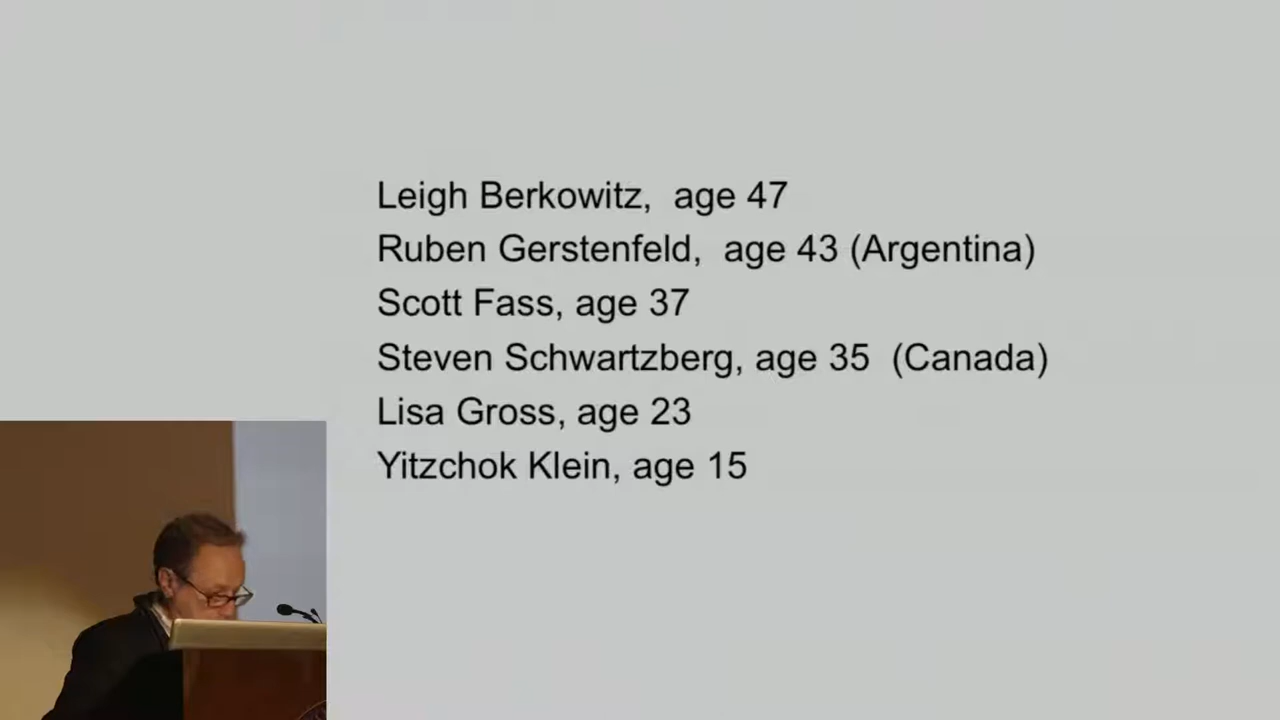 Leigh Berkowitz,  age 47
Ruben Gerstenfeld,  age 43 (Argentina)
Scott Fass, age 37
Steven Schwartzberg, age 35  (Canada)
Lisa Gross, age 23
Yitzchok Klein, age 15